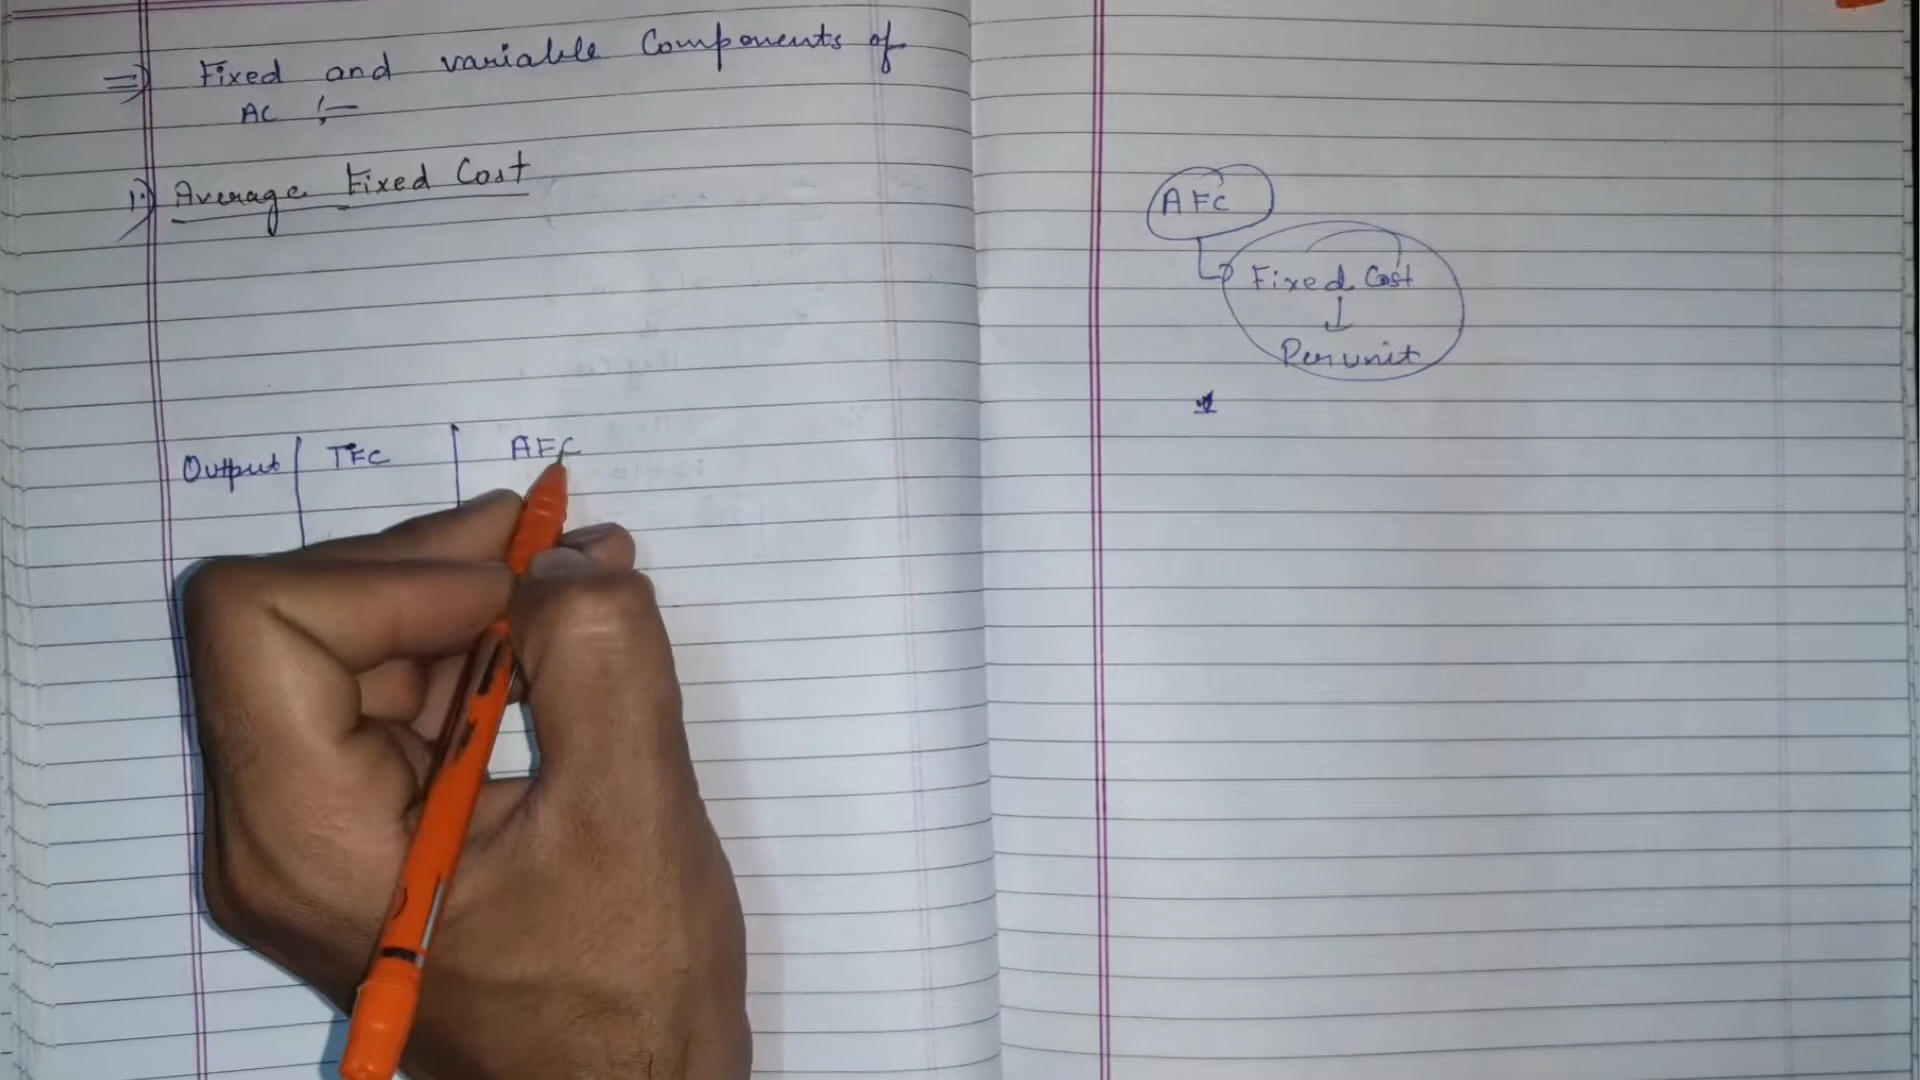 =) Fixed and variable Components of
AC :-
1.) Average Fixed Cost
Output TFC AFC
AFC
Fixed Cost
Per unit